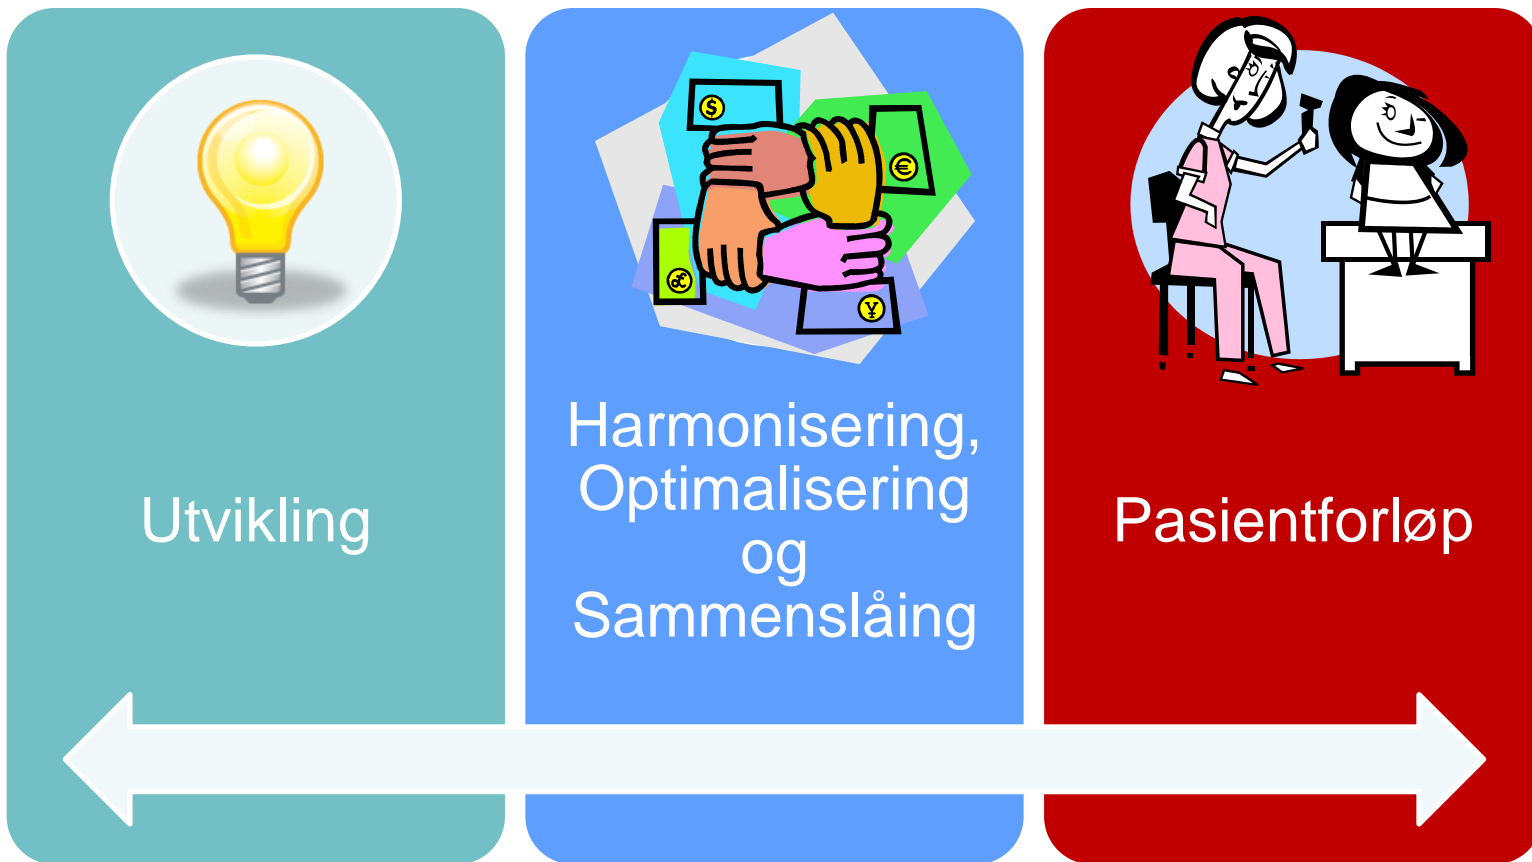 Utvikling
Harmonisering,
Optimalisering
og
Sammenslåing
Pasientforløp
$
€
£
¥